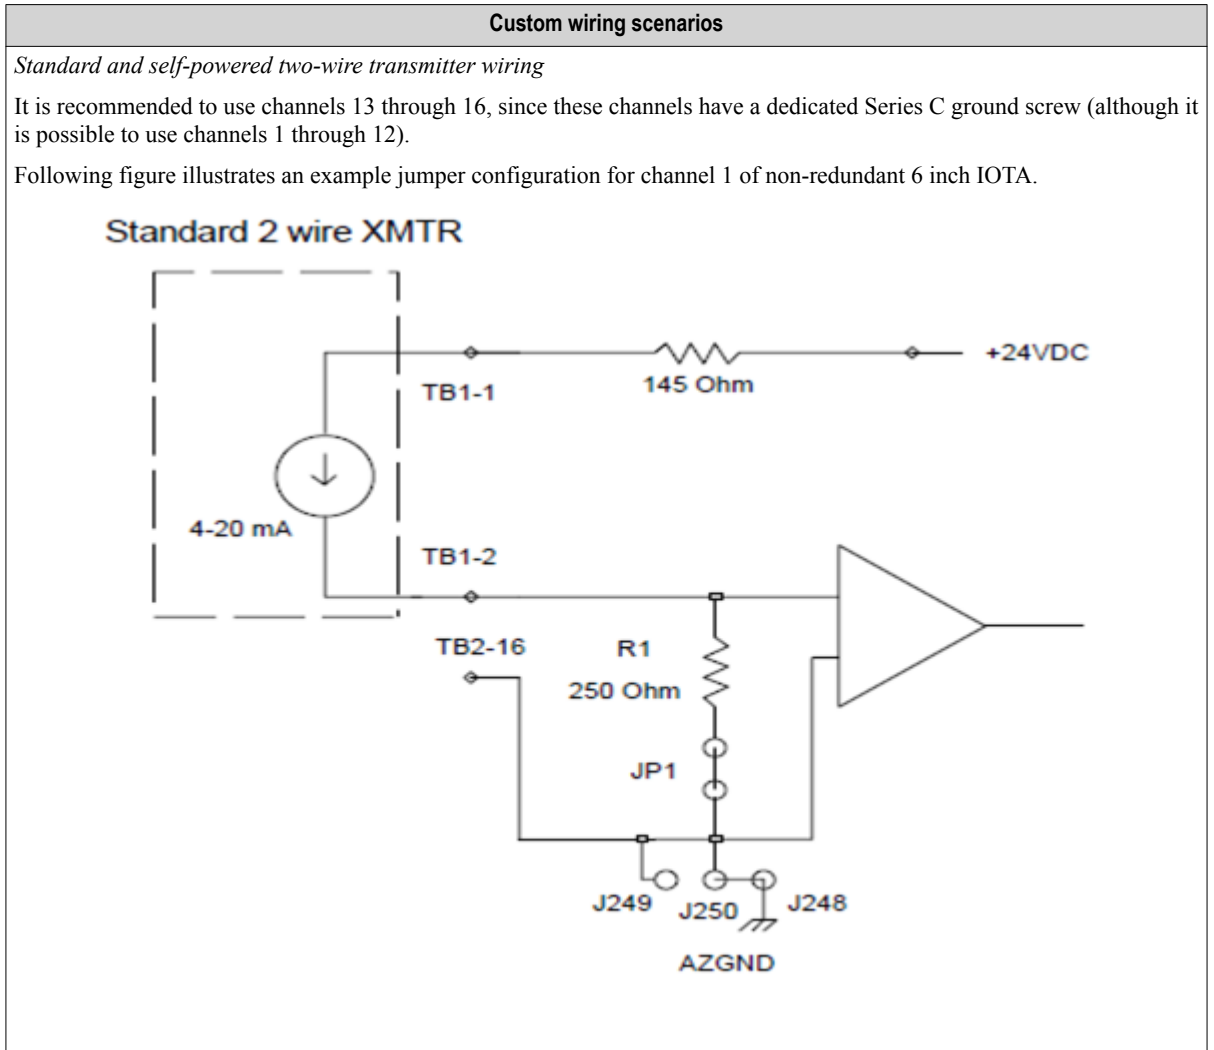 Custom wiring scenarios
Standard and self-powered two-wire transmitter wiring
It is recommended to use channels 13 through 16, since these channels have a dedicated Series C ground screw (although it
is possible to use channels 1 through 12).
Following figure illustrates an example jumper configuration for channel 1 of non-redundant 6 inch IOTA.
Standard 2 wire XMTR
+24VDC
145 Ohm
TB1-1
4-20 mA
TB1-2
TB2-16
R1
250 Ohm
JP1
J249
J250
J248
AZGND